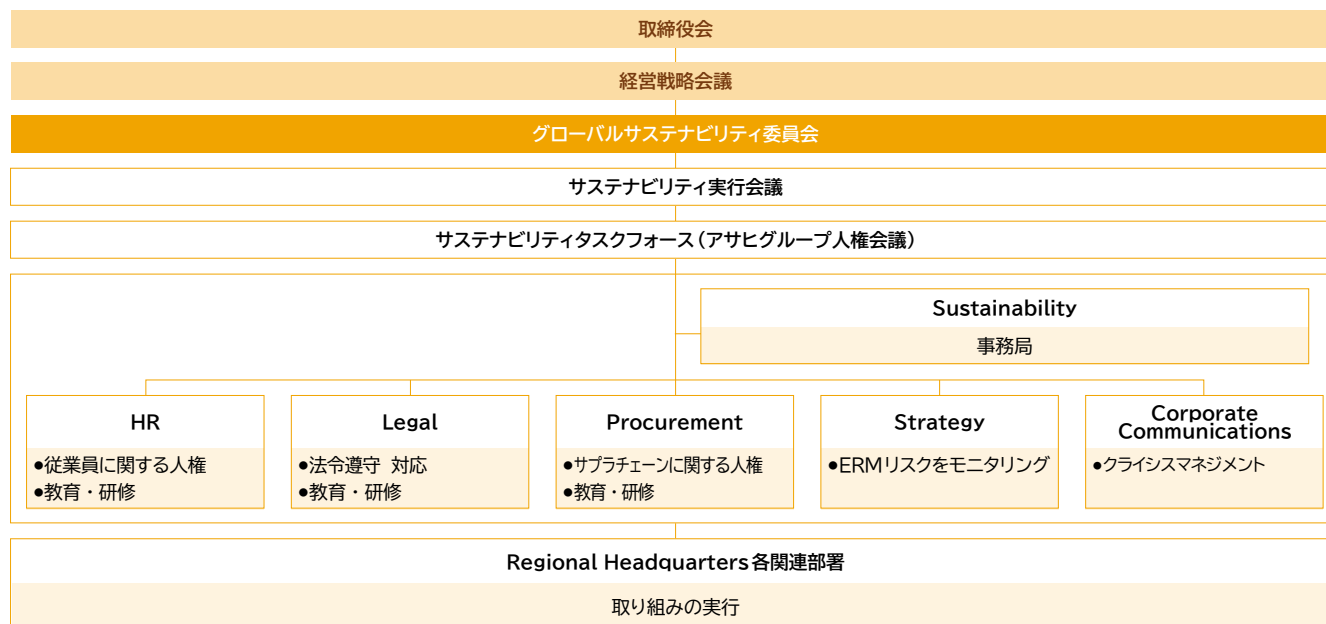 取締役会
経営戦略会議
グローバルサステナビリティ委員会
サステナビリティ実行会議
サステナビリティタスクフォース（アサヒグループ人権会議）
Sustainability
事務局
HR
●従業員に関する人権
●教育・研修
Legal
●法令遵守 対応
●教育・研修
Procurement
●サプラチェーンに関する人権
●教育・研修
Strategy
●ERMリスクをモニタリング
Corporate
Communications
●クライシスマネジメント
Regional Headquarters各関連部署
取り組みの実行